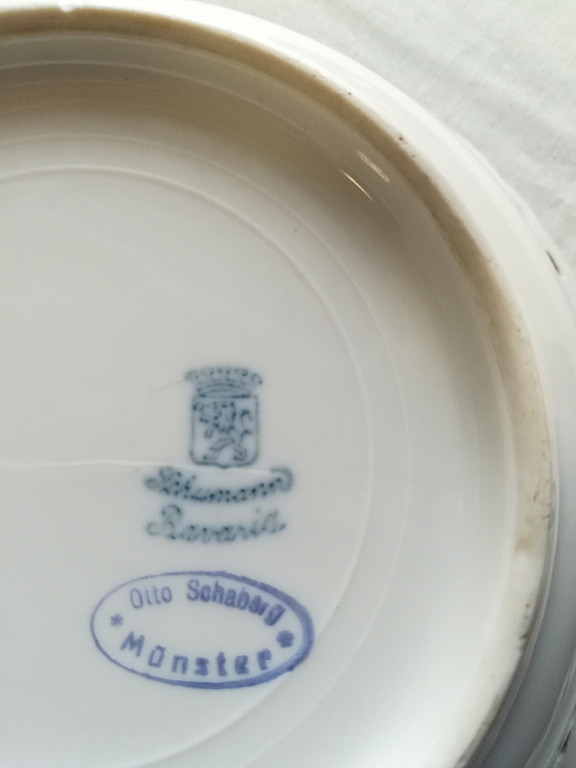 Schumann
Bavaria
Otto Schaberg
* Münster *